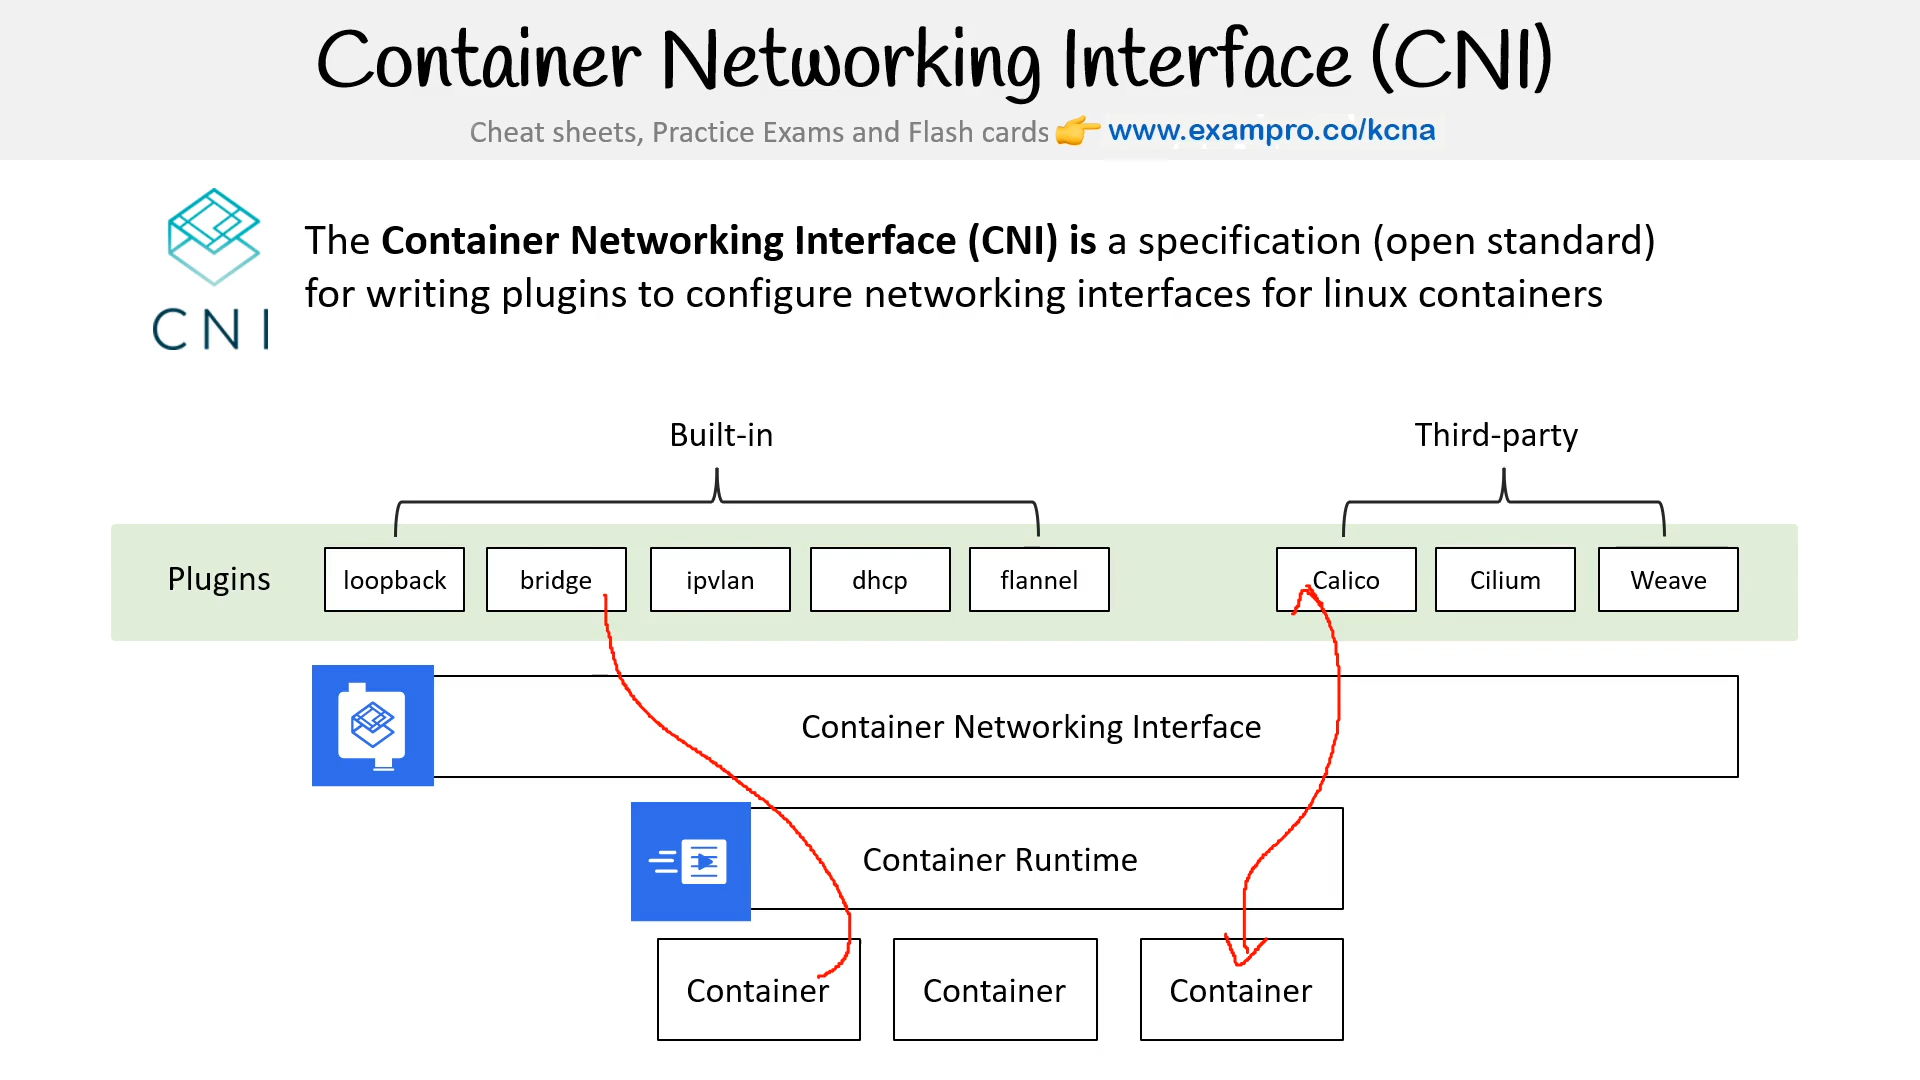 Container Networking Interface (CNI)
Cheat sheets, Practice Exams and Flash cards 👉 www.exampro.co/kcna
The Container Networking Interface (CNI) is a specification (open standard)
for writing plugins to configure networking interfaces for linux containers
CNI
Built-in
Third-party
Plugins
loopback
bridge
ipvlan
dhcp
flannel
Calico
Cilium
Weave
Container Networking Interface
Container Runtime
Container
Container
Container